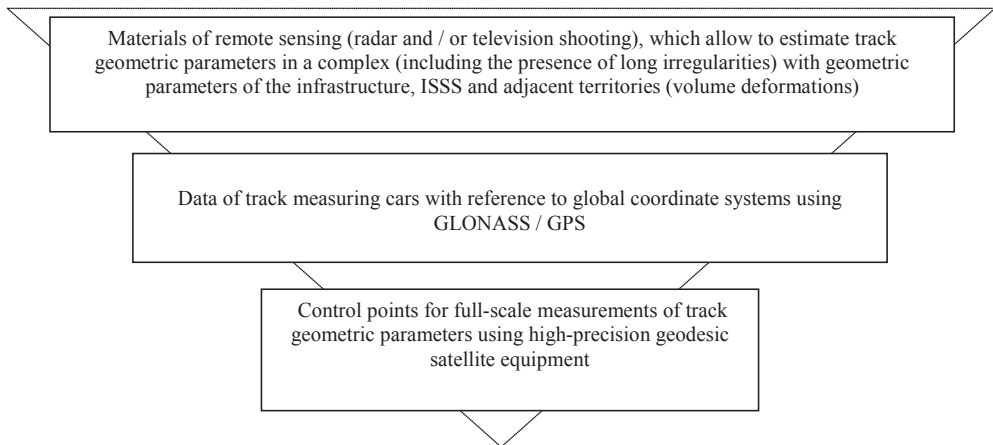 Materials of remote sensing (radar and / or television shooting), which allow to estimate track
geometric parameters in a complex (including the presence of long irregularities) with geometric
parameters of the infrastructure, ISSS and adjacent territories (volume deformations)
Data of track measuring cars with reference to global coordinate systems using
GLONASS / GPS
Control points for full-scale measurements of track
geometric parameters using high-precision geodesic
satellite equipment